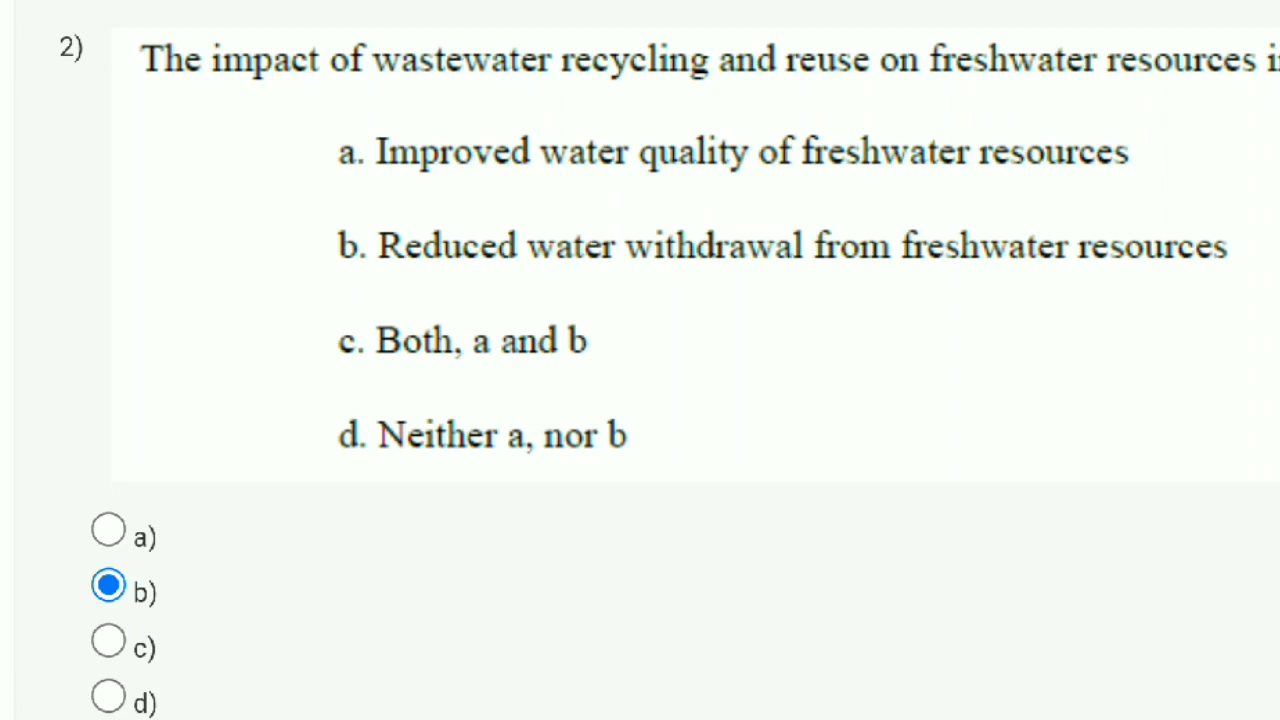 2) The impact of wastewater recycling and reuse on freshwater resources
a. Improved water quality of freshwater resources
b. Reduced water withdrawal from freshwater resources
c. Both, a and b
d. Neither a, nor b
a)
b)
c)
d)